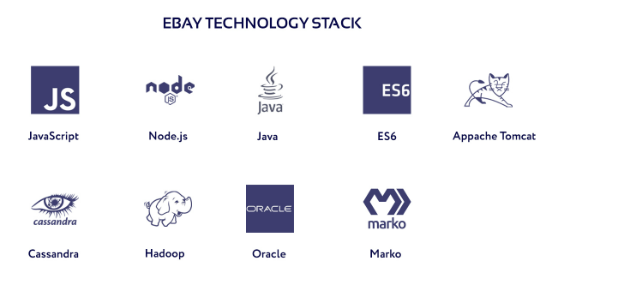 EBAY TECHNOLOGY STACK
JS
node
JS
Java
ES6
JavaScript
Node.js
Java
ES6
Appache Tomcat
cassandra
ORACLE
marko
Cassandra
Hadoop
Oracle
Marko